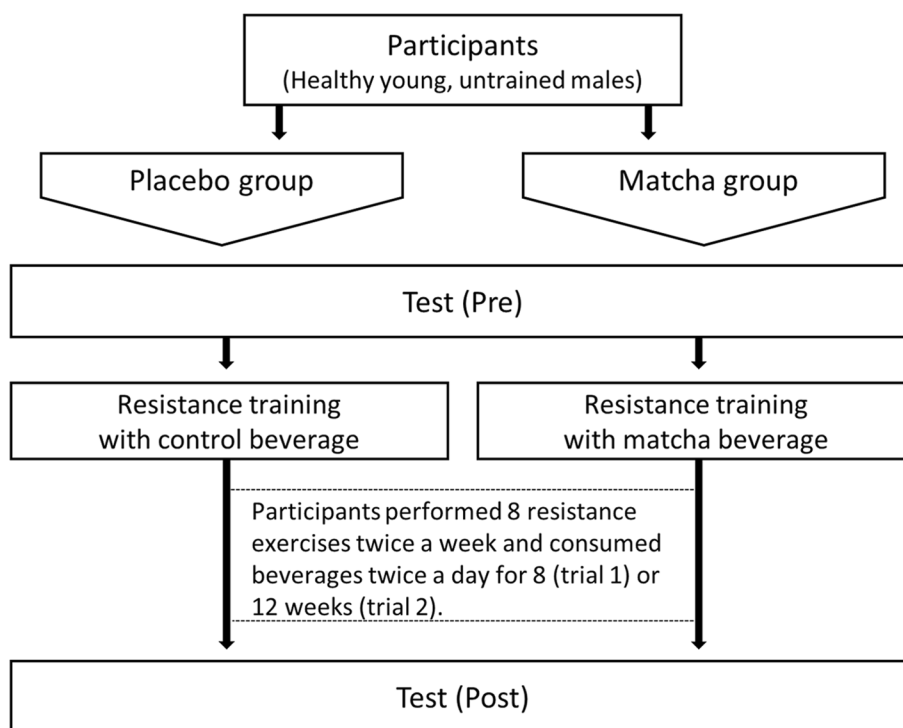 Participants
(Healthy young, untrained males)
Placebo group
Matcha group
Test (Pre)
Resistance training
with control beverage
Resistance training
with matcha beverage
Participants performed 8 resistance
exercises twice a week and consumed
beverages twice a day for 8 (trial 1) or
12 weeks (trial 2).
Test (Post)